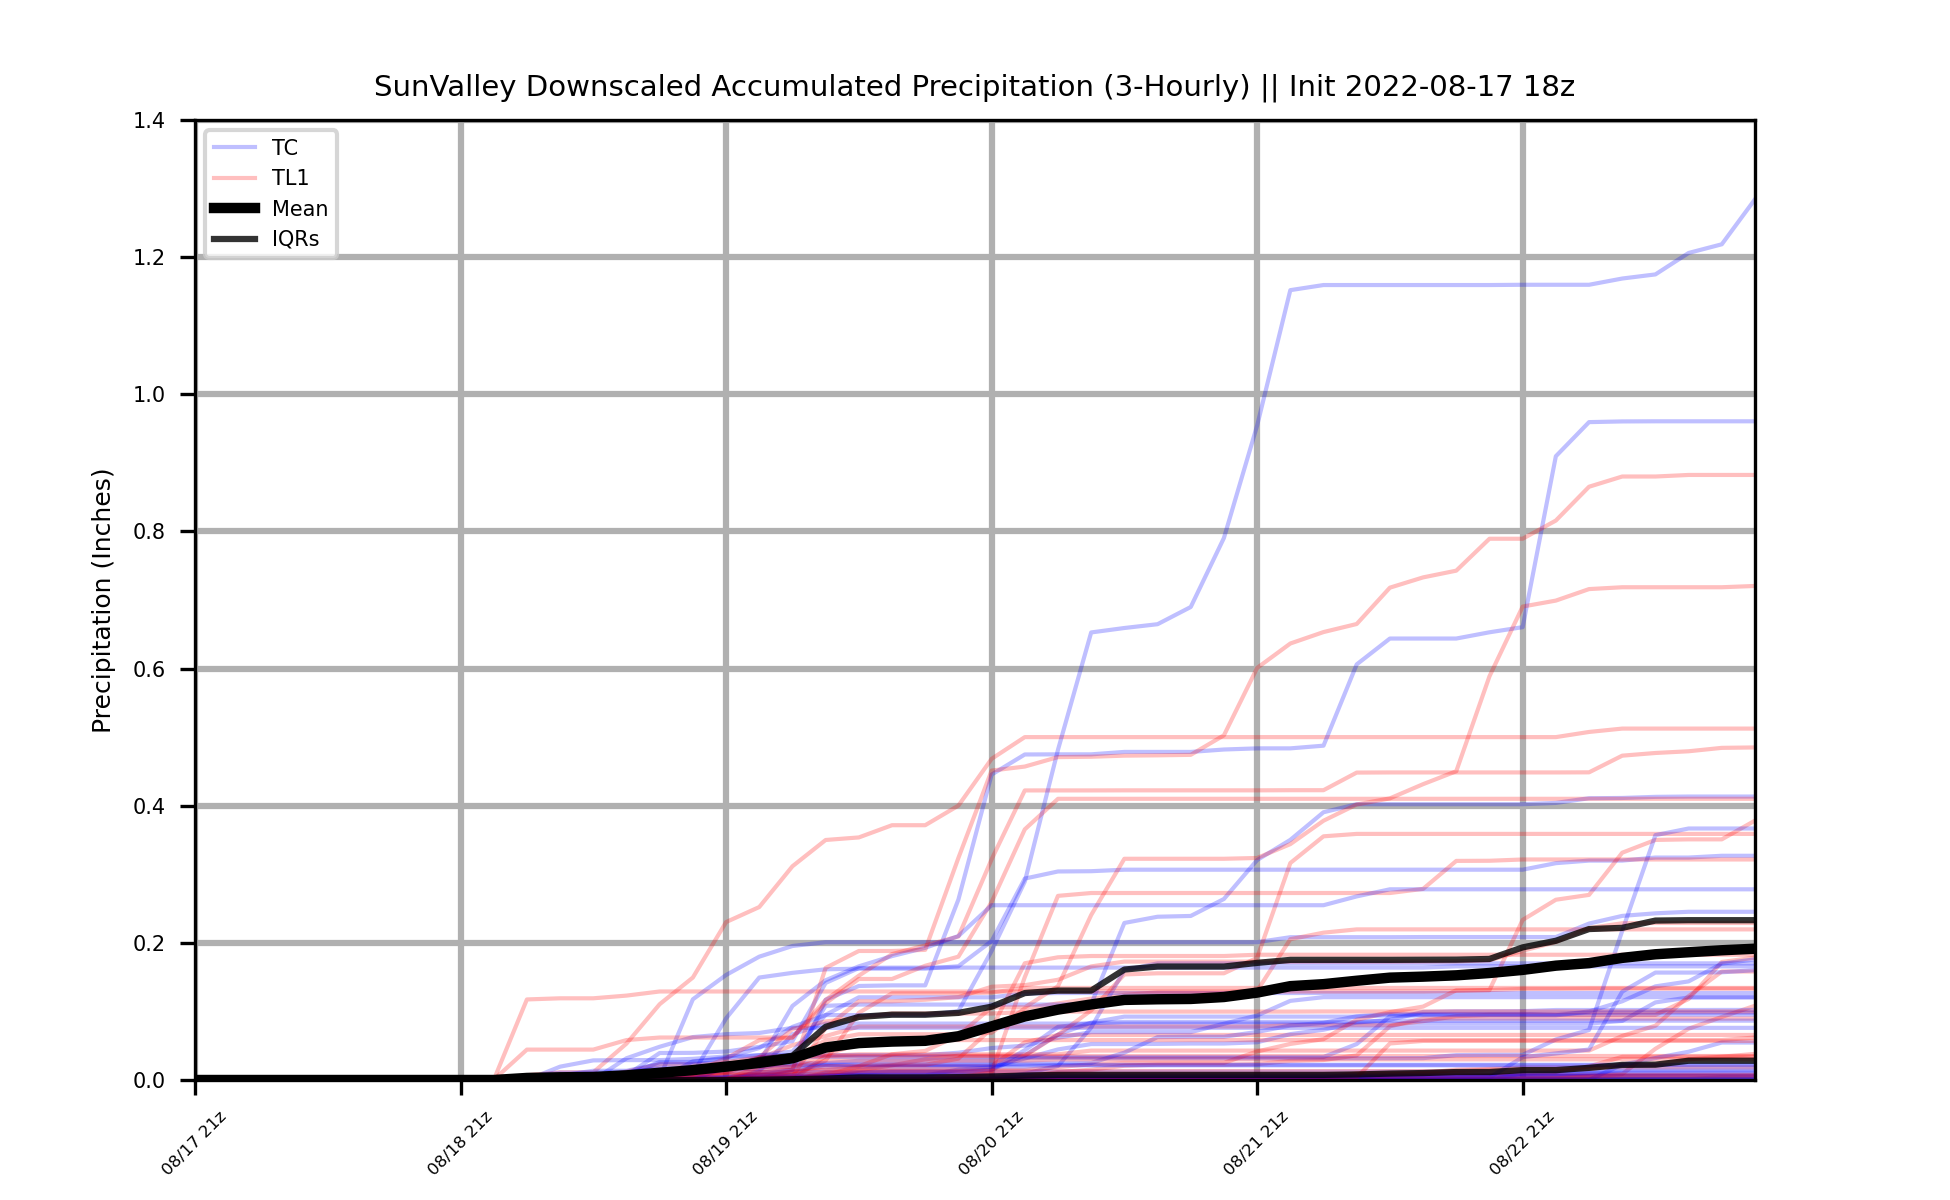 SunValley Downscaled Accumulated Precipitation (3-Hourly) || Init 2022-08-17 18z
TC
TL1
Mean
IQRs
Precipitation (Inches)
1.4
1.2
1.0
0.8
0.6
0.4
0.2
0.0
08/17 21z
08/18 21z
08/19 21z
08/20 21z
08/21 21z
08/22 21z